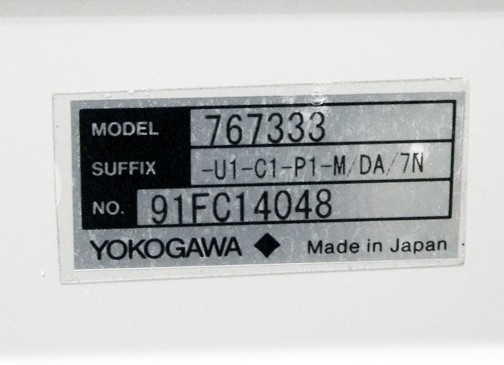 MODEL 767333
SUFFIX -U1-C1-P1-M/DA/7N
NO. 91FC14048
YOKOGAWA ◆ Made in Japan